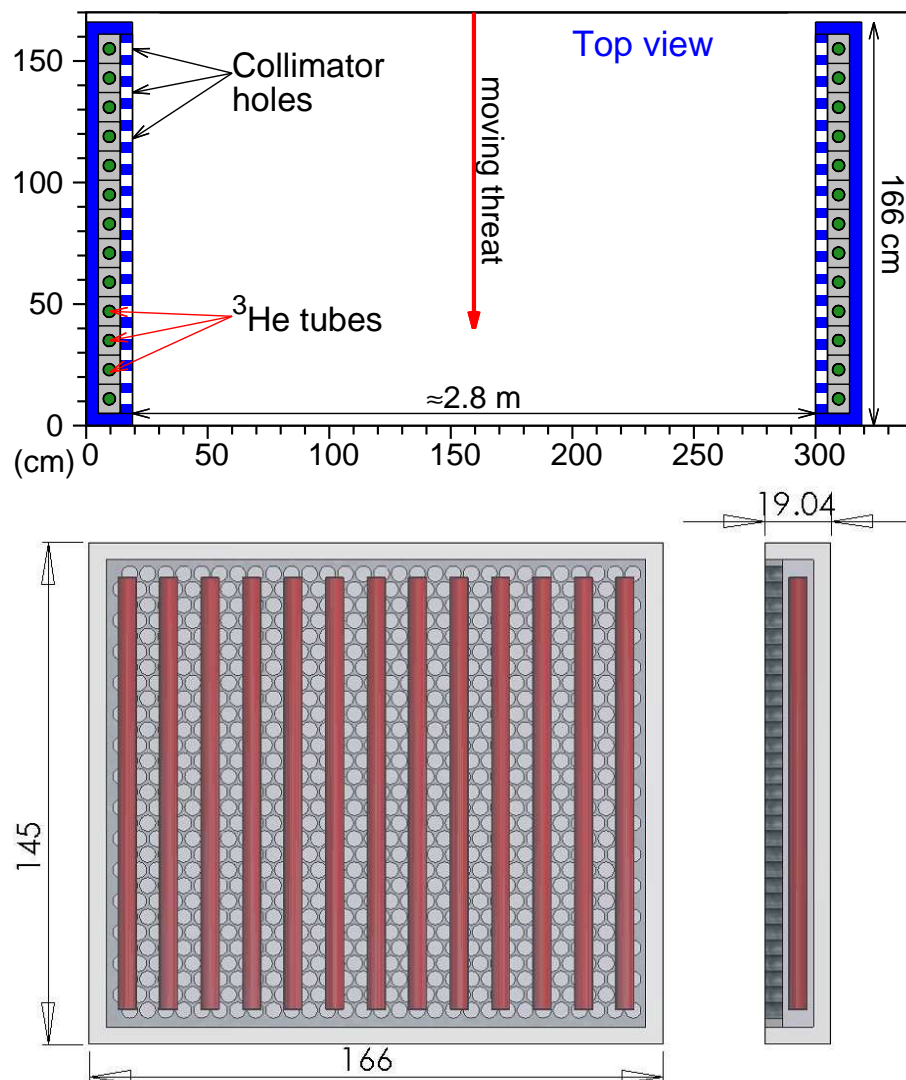 Top view
150
Collimator
holes
moving threat
100
166 cm
50
³He tubes
≈2.8 m
0
(cm)
0
50
100
150
200
250
300
19.04
145
166